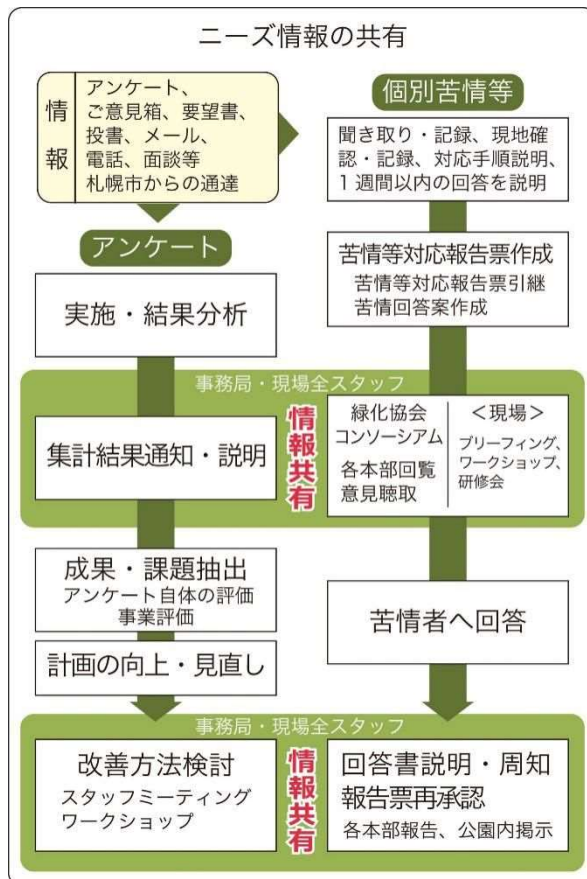 ニーズ情報の共有
情報
アンケート、
ご意見箱、要望書、
投書、メール、
電話、面談等
札幌市からの通達
アンケート
実施・結果分析
個別苦情等
聞き取り・記録、現地確
認・記録、対応手順説明、
1週間以内の回答を説明
苦情等対応報告票作成
苦情等対応報告票引継
苦情回答案作成
事務局・現場全スタッフ
集計結果通知・説明
情報共有
緑化協会
コンソーシアム
各本部回覧
意見聴取
＜現場＞
ブリーフィング、
ワークショップ、
研修会
成果・課題抽出
アンケート自体の評価
事業評価
計画の向上・見直し
苦情者へ回答
事務局・現場全スタッフ
改善方法検討
スタッフミーティング
ワークショップ
情報共有
回答書説明・周知
報告票再承認
各本部報告、公園内掲示